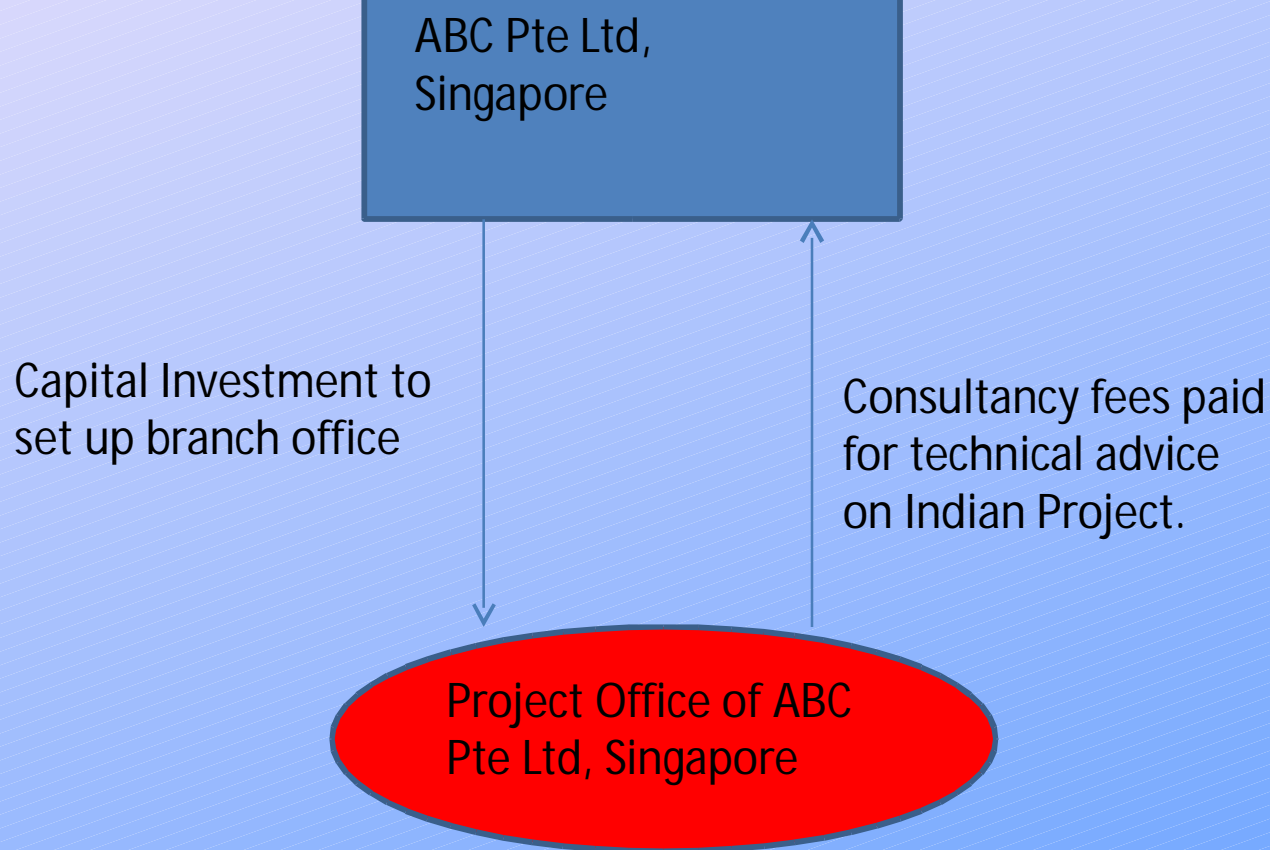 ABC Pte Ltd,
Singapore
Capital Investment to
set up branch office
Consultancy fees paid
for technical advice
on Indian Project.
Project Office of ABC
Pte Ltd, Singapore